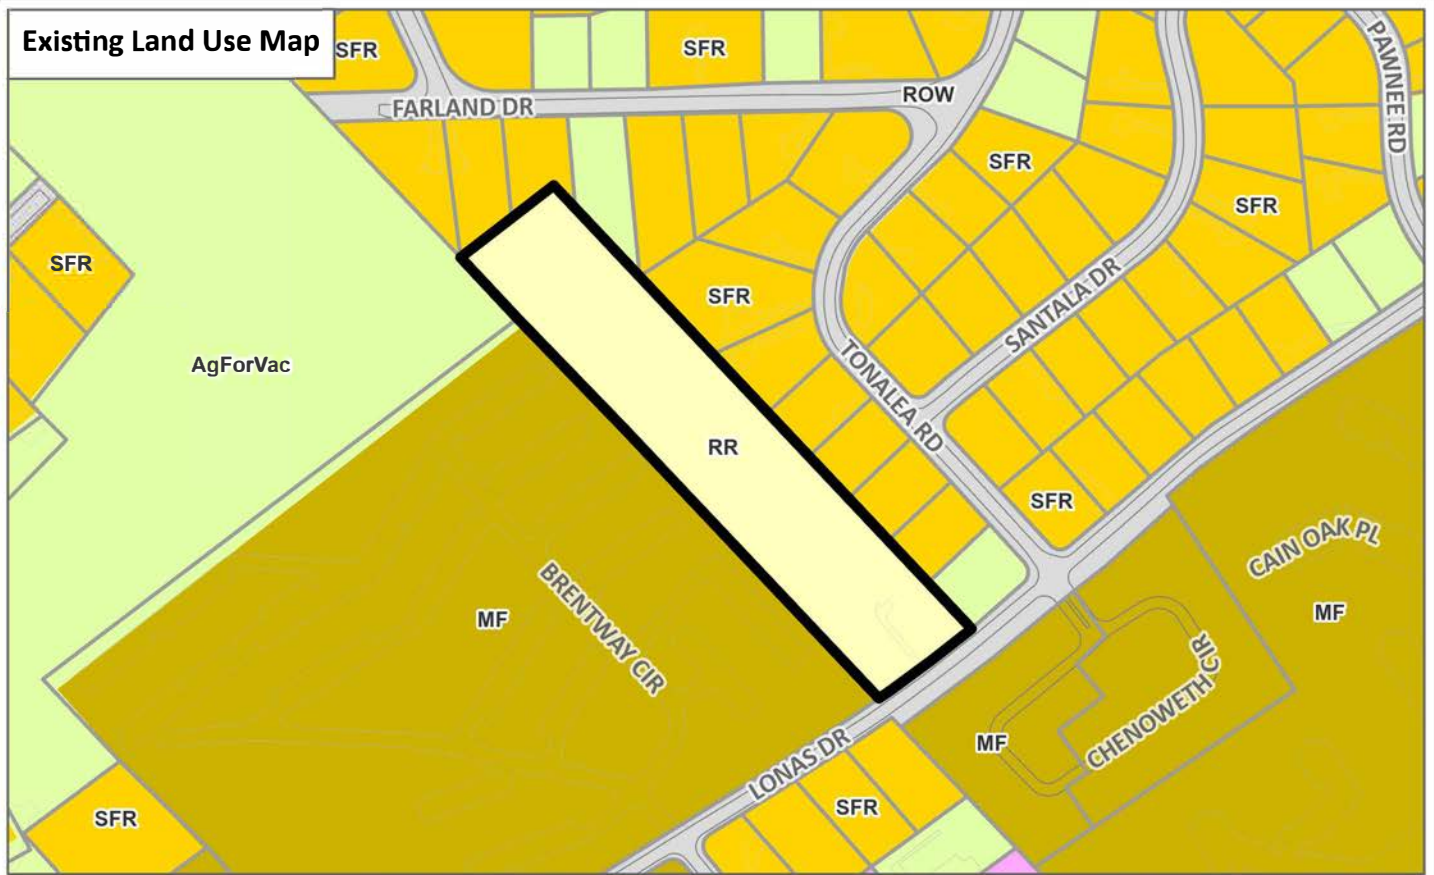 Existing Land Use Map
SFR
SFR
FARLAND DR
ROW
PAWNEE RD
SFR
SFR
SFR
SFR
SANTALA DR
AgForVac
TONALEA RD
RR
SFR
CAIN OAK PL
BRENTWAY CIR
MF
MF
CHENOWETH CIR
MF
LONAS DR
SFR
SFR